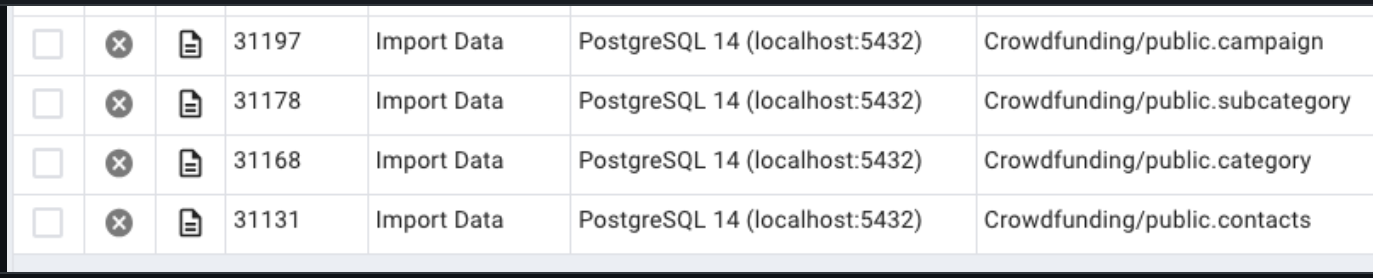 31197 Import Data PostgreSQL 14 (localhost:5432) Crowdfunding/public.campaign
31178 Import Data PostgreSQL 14 (localhost:5432) Crowdfunding/public.subcategory
31168 Import Data PostgreSQL 14 (localhost:5432) Crowdfunding/public.category
31131 Import Data PostgreSQL 14 (localhost:5432) Crowdfunding/public.contacts